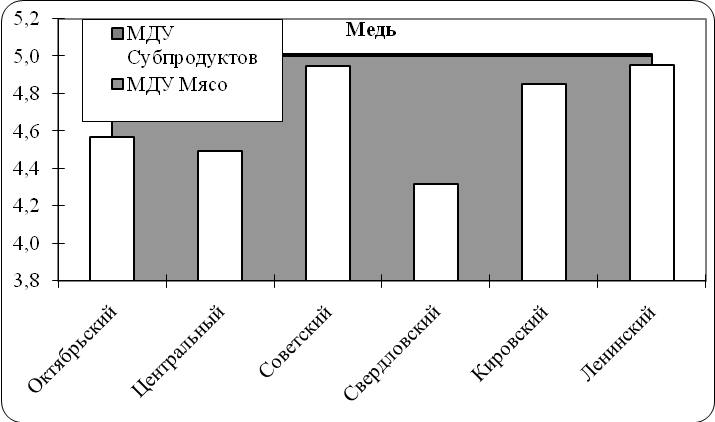 Медь
МДУ
Субпродуктов
МДУ Мясо
5,2
5,0
4,8
4,6
4,4
4,2
4,0
3,8
Октябрьский
Центральный
Советский
Свердловский
Кировский
Ленинский